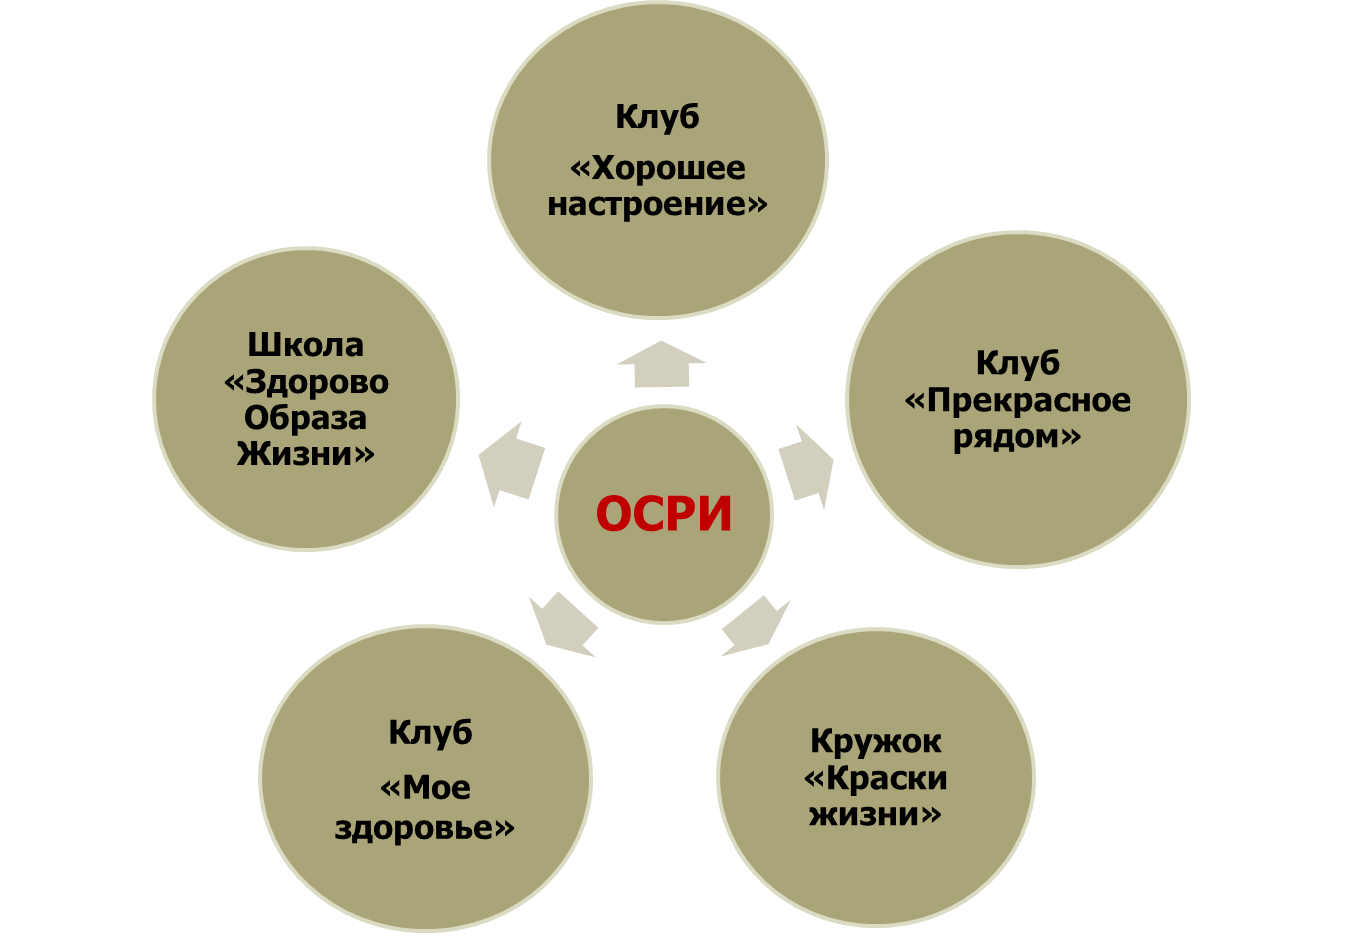 Клуб
«Хорошее
настроение»
Клуб
«Прекрасное
рядом»
Школа
«Здорово
Образа
Жизни»
ОСРИ
Клуб
«Мое
здоровье»
Кружок
«Краски
жизни»